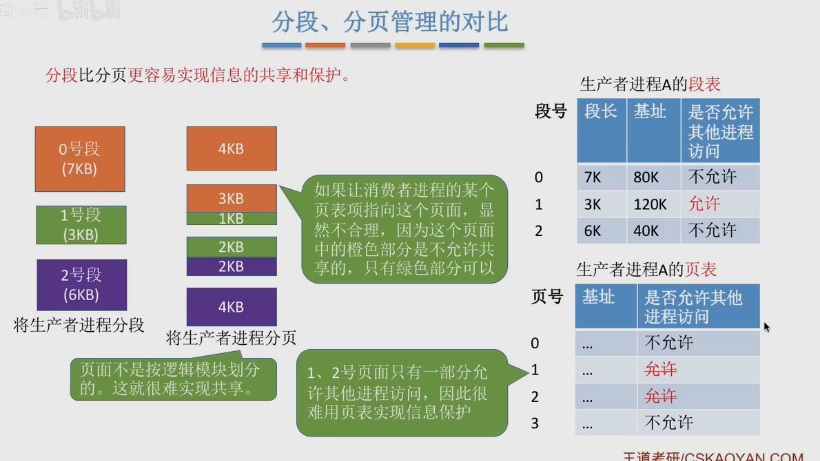 bilibili
分段、分页管理的对比
分段比分页更容易实现信息的共享和保护。
0号段
(7KB)
1号段
(3KB)
2号段
(6KB)
将生产者进程分段
4KB
3KB
1KB
2KB
2KB
4KB
将生产者进程分页
如果让消费者进程的某个
页表项指向这个页面，显
然不合理，因为这个页面
中的橙色部分是不允许共
享的，只有绿色部分可以
页面不是按逻辑模块划分
的。这就很难实现共享。
1、2号页面只有一部分允
许其他进程访问，因此很
难用页表实现信息保护
生产者进程A的段表
段号 段长 基址 是否允许
其他进程
访问
0 7K 80K 不允许
1 3K 120K 允许
2 6K 40K 不允许
生产者进程A的页表
页号 基址 是否允许其他
进程访问
0 ... 不允许
1 ... 允许
2 ... 允许
3 ... 不允许
王道考研/CSKAOYAN.COM